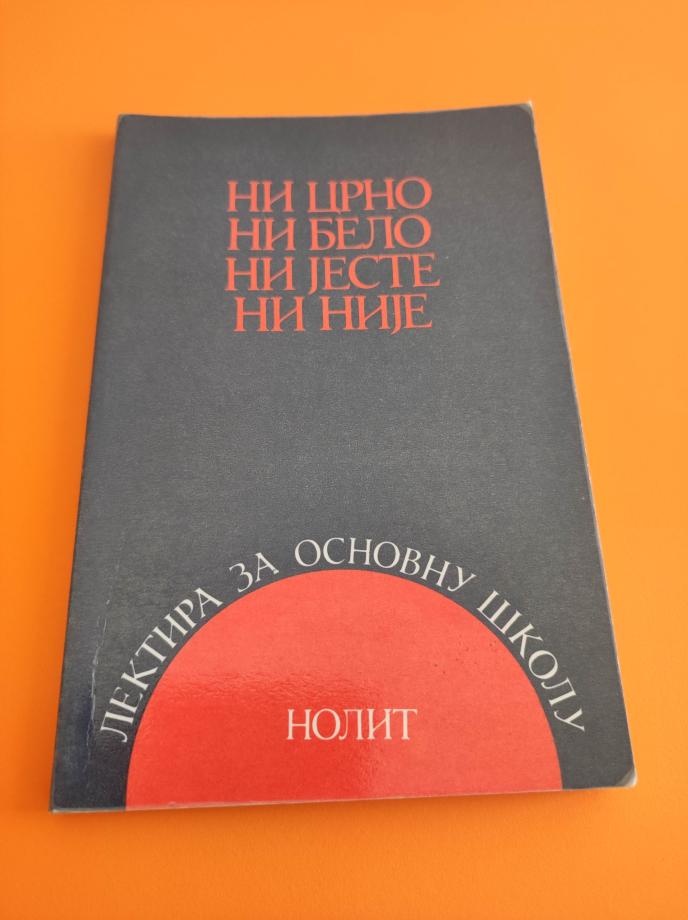 НИ ЦРНО
НИ БЕЛО
НИ ЈЕСТЕ
НИ НИЈЕ
ЛЕКТИРА ЗА ОСНОВНУ ШКОЛУ
НОЛИТ